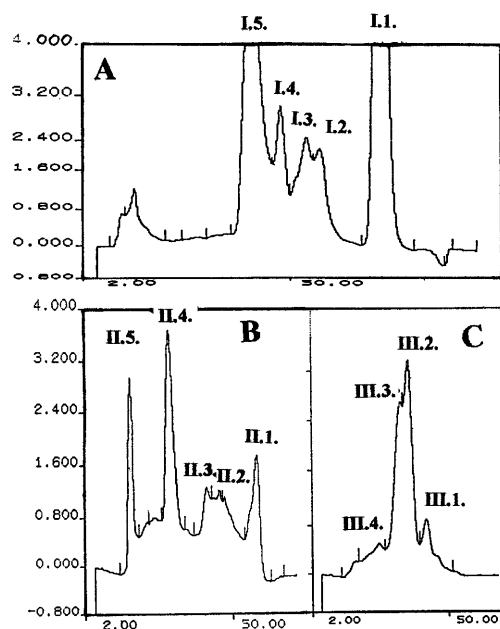 I.5.
I.1.
4.000
A
I.4.
3.200
I.3.
I.2.
2.400
1.600
0.800
0.000
0.800
2.00
50.00
4.000
II.4.
B
C
II.5.
III.2.
3.200
III.3.
2.400
II.1.
1.600
II.3.
II.2.
III.1.
0.800
III.4.
0.000
-0.800
2.00
50.00
2.00
50.00